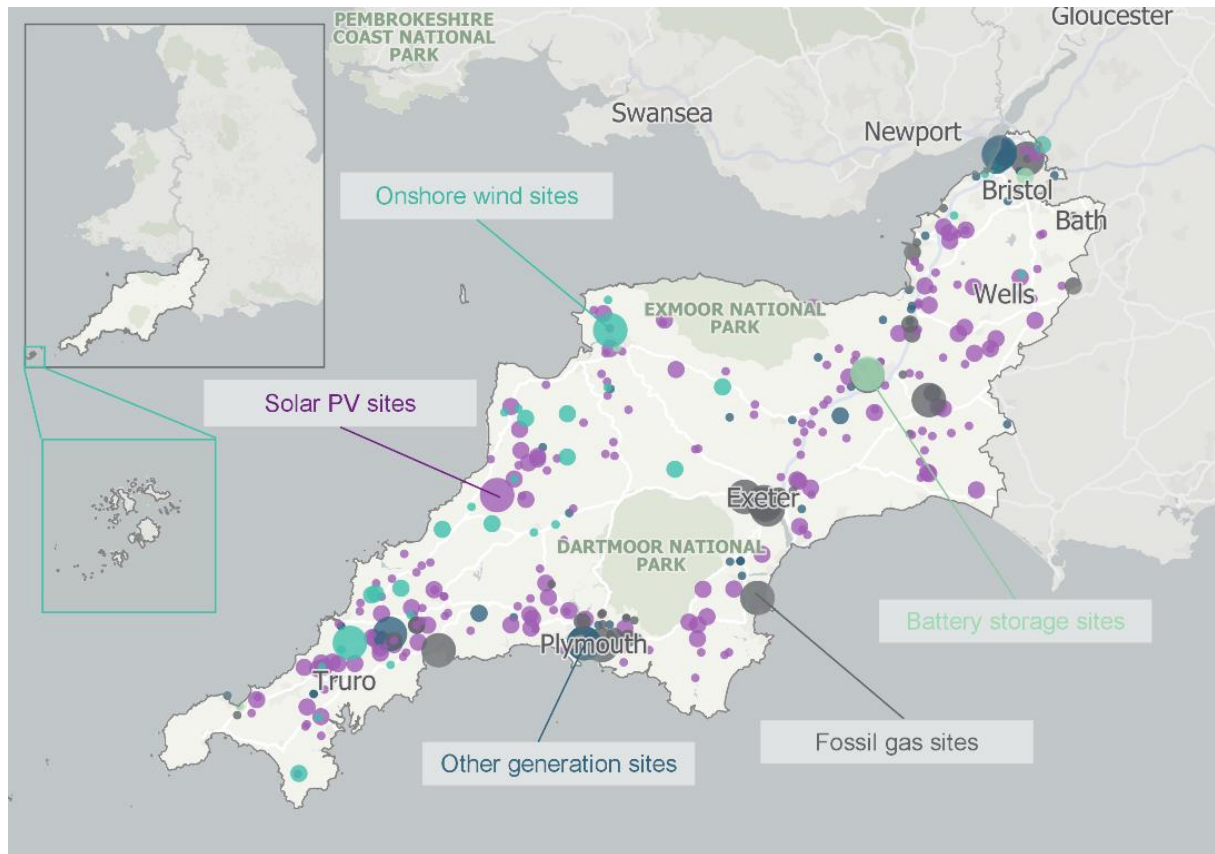 PEMBROKESHIRE
COAST NATIONAL
PARK
Gloucester
Swansea
Newport
Onshore wind sites
Bristol
Bath
EXMOOR NATIONAL
PARK
Wells
Solar PV sites
Exeter
DARTMOOR NATIONAL
PARK
Battery storage sites
Plymouth
Truro
Fossil gas sites
Other generation sites